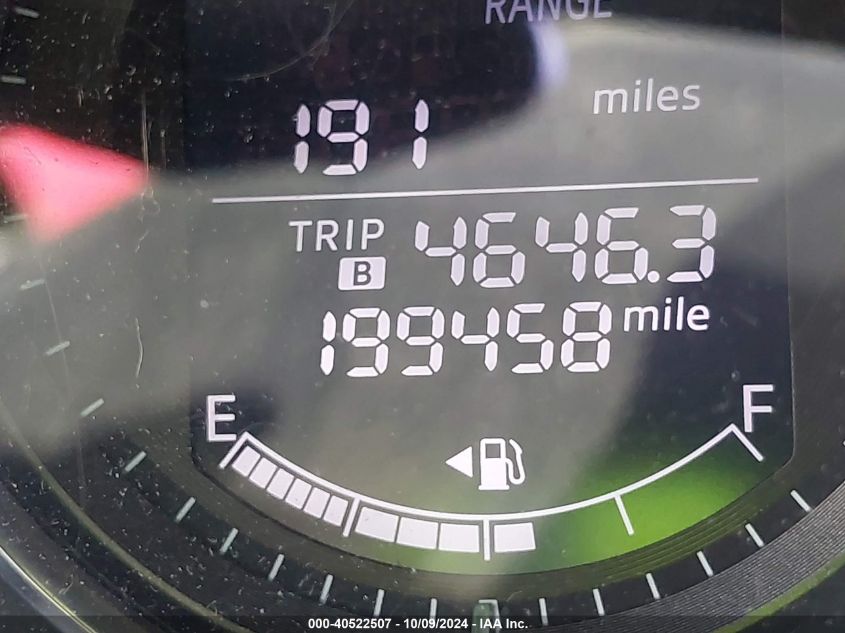 RANGE
191 miles
TRIP B 4646.3
199458 mile
E F
000-40522507 - 10/09/2024 - IAA Inc.